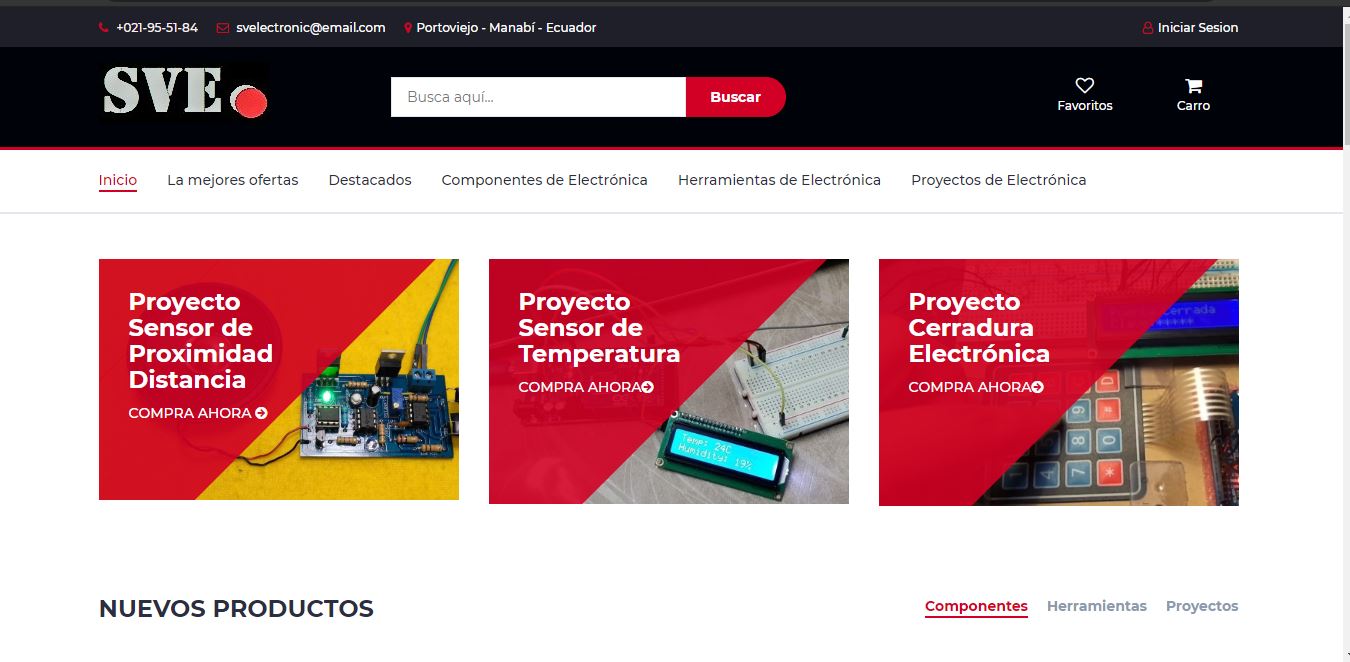 +021-95-51-84 svelectronic@email.com Portoviejo - Manabí - Ecuador Iniciar Sesion
SVE
Busca aquí... Buscar
Favoritos Carro
Inicio La mejores ofertas Destacados Componentes de Electrónica Herramientas de Electrónica Proyectos de Electrónica
Proyecto
Sensor de
Proximidad
Distancia
COMPRA AHORA
Proyecto
Sensor de
Temperatura
COMPRA AHORA
Temp: 24C
Humidity: 19%
Proyecto
Cerradura
Electrónica
COMPRA AHORA
NUEVOS PRODUCTOS Componentes Herramientas Proyectos